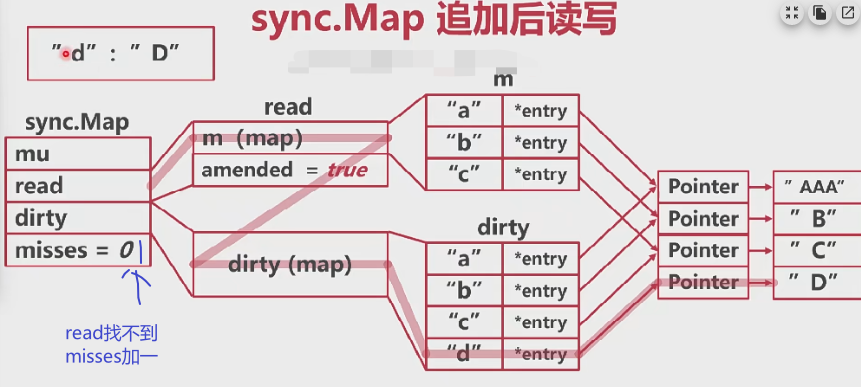 sync.Map 追加后读写
"d" : " D"
sync.Map
mu
read
dirty
misses = 0 1
read找不到
misses加一
read
m (map)
amended = true
dirty (map)
m
"a" *entry
"b" *entry
"c" *entry
dirty
"a" *entry
"b" *entry
"c" *entry
"d" *entry
Pointer " AAA"
Pointer " B"
Pointer " C"
Pointer " D"